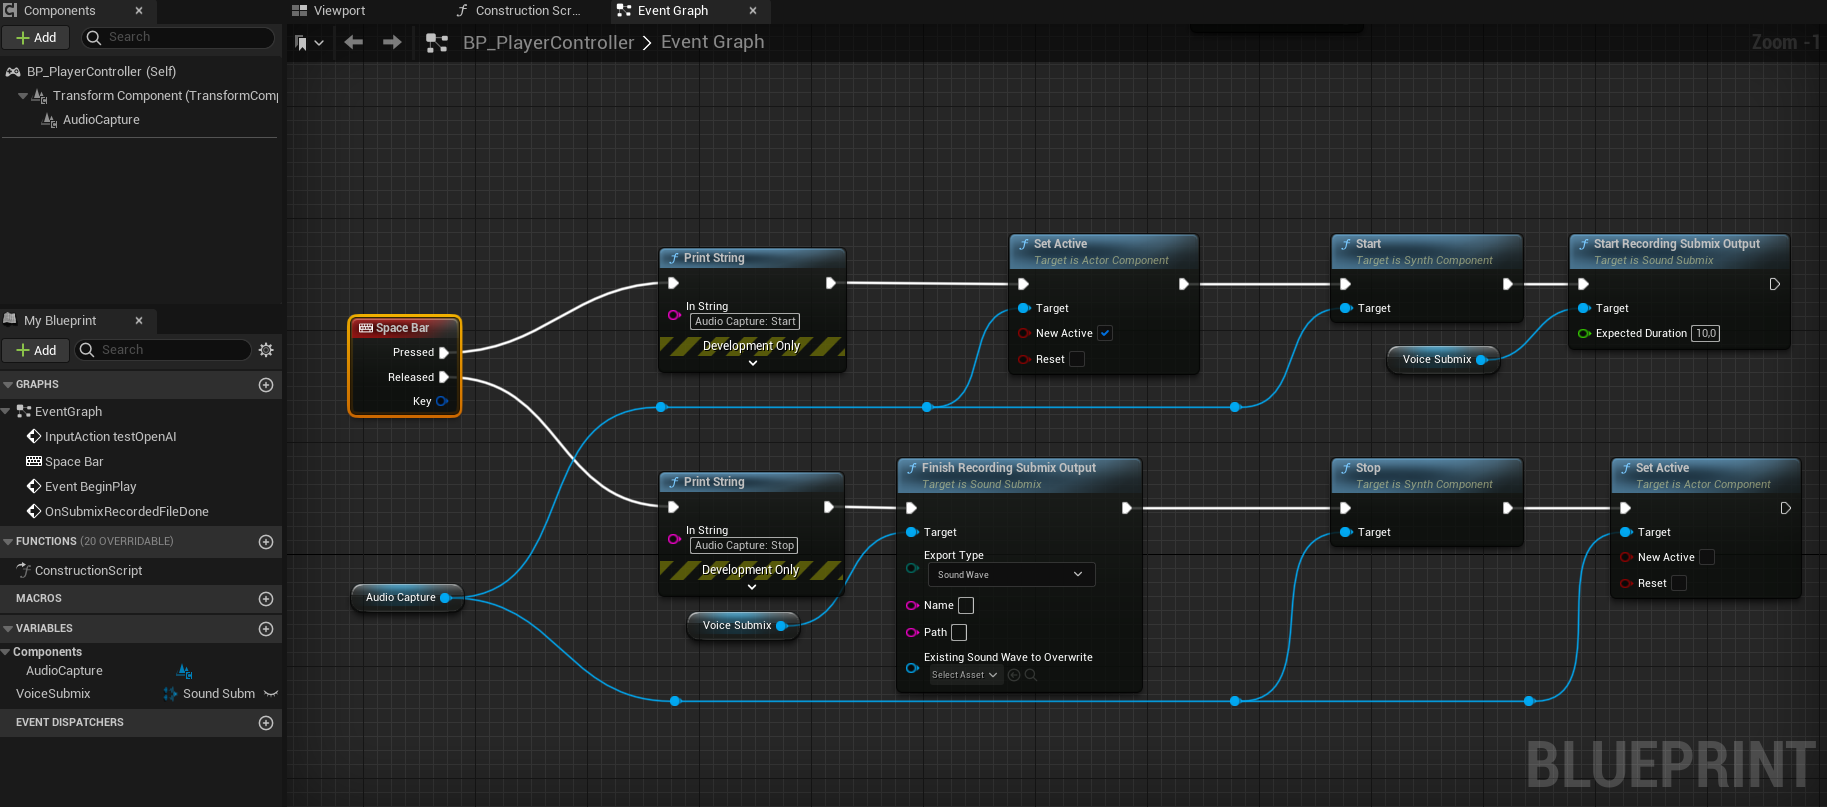 Components
Viewport
Construction Scr...
Event Graph
Add
Search
BP_PlayerController
Event Graph
Zoom -1
BP_PlayerController (Self)
Transform Component (TransformComp
AudioCapture
My Blueprint
Add
Search
GRAPHS
EventGraph
InputAction testOpenAI
Space Bar
Event BeginPlay
OnSubmixRecordedFileDone
FUNCTIONS (20 OVERRIDABLE)
ConstructionScript
MACROS
VARIABLES
Components
AudioCapture
VoiceSubmix
Sound Subm
EVENT DISPATCHERS
Space Bar
Pressed
Released
Key
Print String
In String
Audio Capture: Start
Development Only
Set Active
Target is Actor Component
Target
New Active
Reset
Start
Target is Synth Component
Target
Voice Submix
Start Recording Submix Output
Target is Sound Submix
Target
Expected Duration 10,0
Audio Capture
Print String
In String
Audio Capture: Stop
Development Only
Voice Submix
Finish Recording Submix Output
Target is Sound Submix
Target
Export Type
Sound Wave
Name
Path
Existing Sound Wave to Overwrite
Select Asset
Stop
Target is Synth Component
Target
Set Active
Target is Actor Component
Target
New Active
Reset
BLUEPRINT